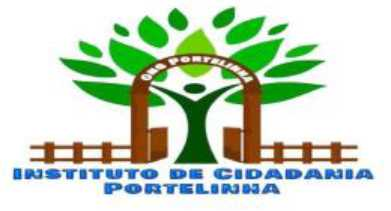 ONG PORTELINHA
INSTITUTO DE CIDADANIA
PORTELINHA